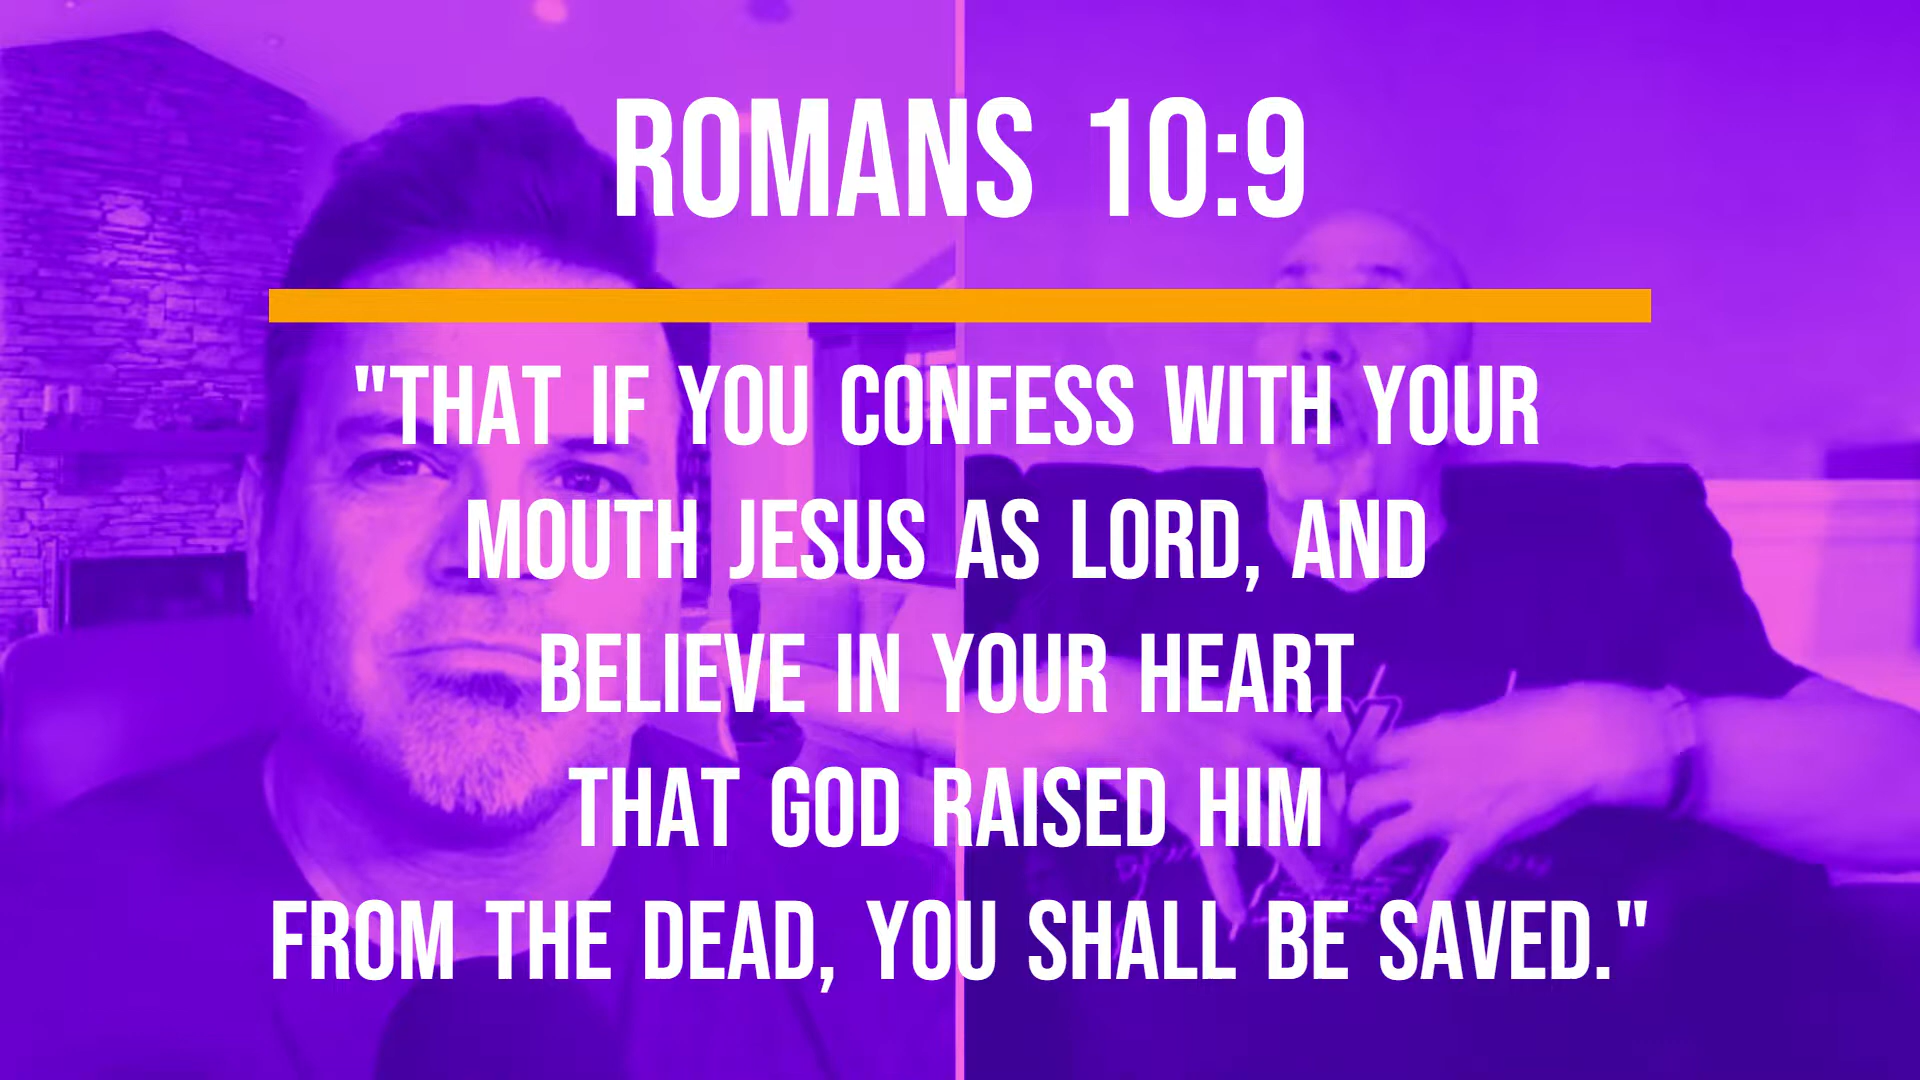 ROMANS 10:9
"THAT IF YOU CONFESS WITH YOUR
MOUTH JESUS AS LORD, AND
BELIEVE IN YOUR HEART
THAT GOD RAISED HIM
FROM THE DEAD, YOU SHALL BE SAVED."